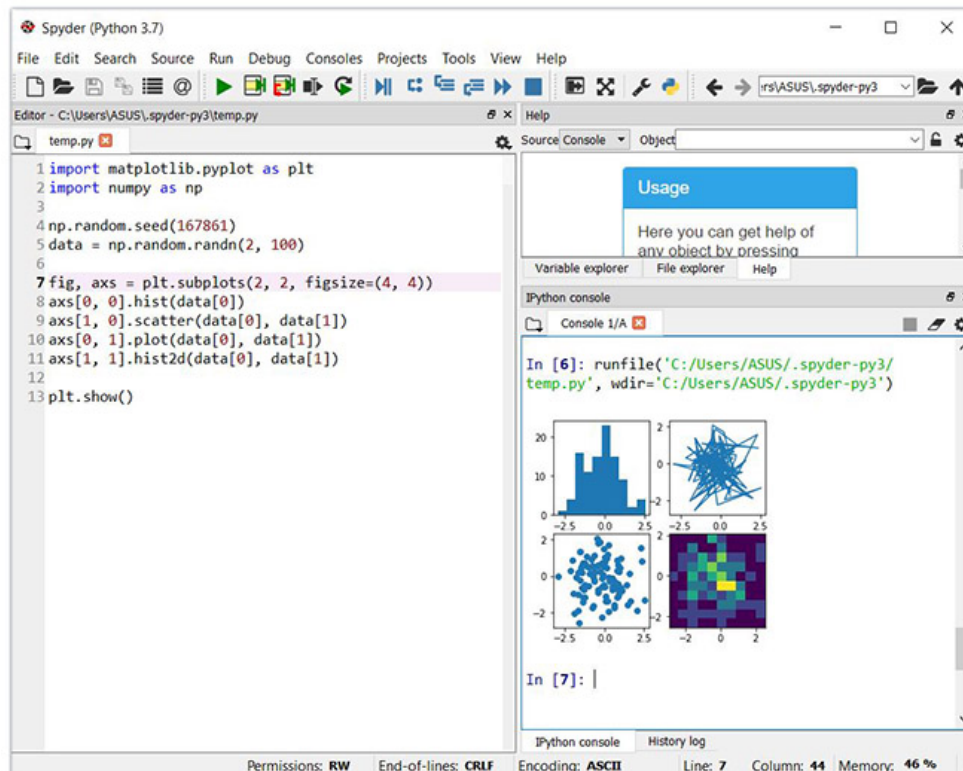 Spyder (Python 3.7)
File Edit Search Source Run Debug Consoles Projects Tools View Help
rs\ASUS\.spyder-py3
Editor - C:\Users\ASUS\.spyder-py3\temp.py
temp.py
1 import matplotlib.pyplot as plt
2 import numpy as np
3
4 np.random.seed(167861)
5 data = np.random.randn(2, 100)
6
7 fig, axs = plt.subplots(2, 2, figsize=(4, 4))
8 axs[0, 0].hist(data[0])
9 axs[1, 0].scatter(data[0], data[1])
10 axs[0, 1].plot(data[0], data[1])
11 axs[1, 1].hist2d(data[0], data[1])
12
13 plt.show()
Help
Source Console Object
Usage
Here you can get help of
any object by pressing
Variable explorer File explorer Help
IPython console
Console 1/A
In [6]: runfile('C:/Users/ASUS/.spyder-py3/
temp.py', wdir='C:/Users/ASUS/.spyder-py3')
20
10
0
−2.5 0.0 2.5
2
0
−2
−2.5 0.0 2.5
2
0
−2
−2.5 0.0 2.5
2
0
−2
−2 0 2
In [7]:
IPython console History log
Permissions: RW End-of-lines: CRLF Encoding: ASCII Line: 7 Column: 44 Memory: 46 %